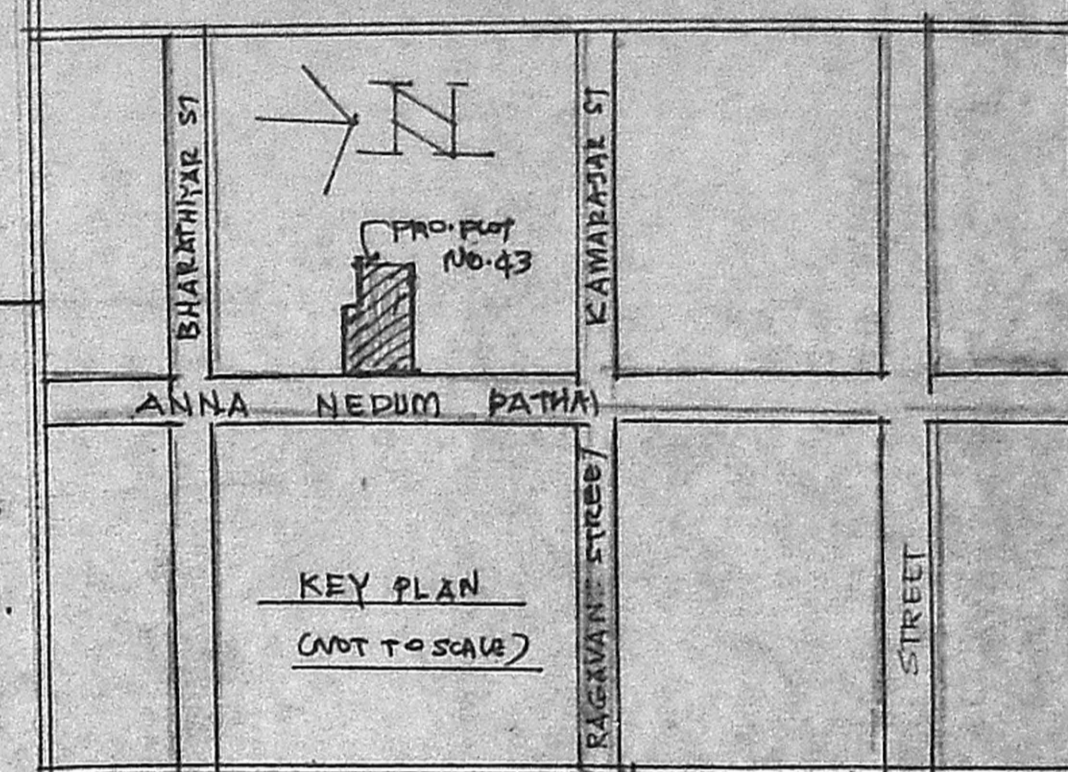 N
BHARATHIYAR ST
KAMARAJAR ST
PRO.PLOT
NO.43
ANNA NEDUM PATHAI
RAGAVAN STREET
KEY PLAN
(NOT TO SCALE)
STREET